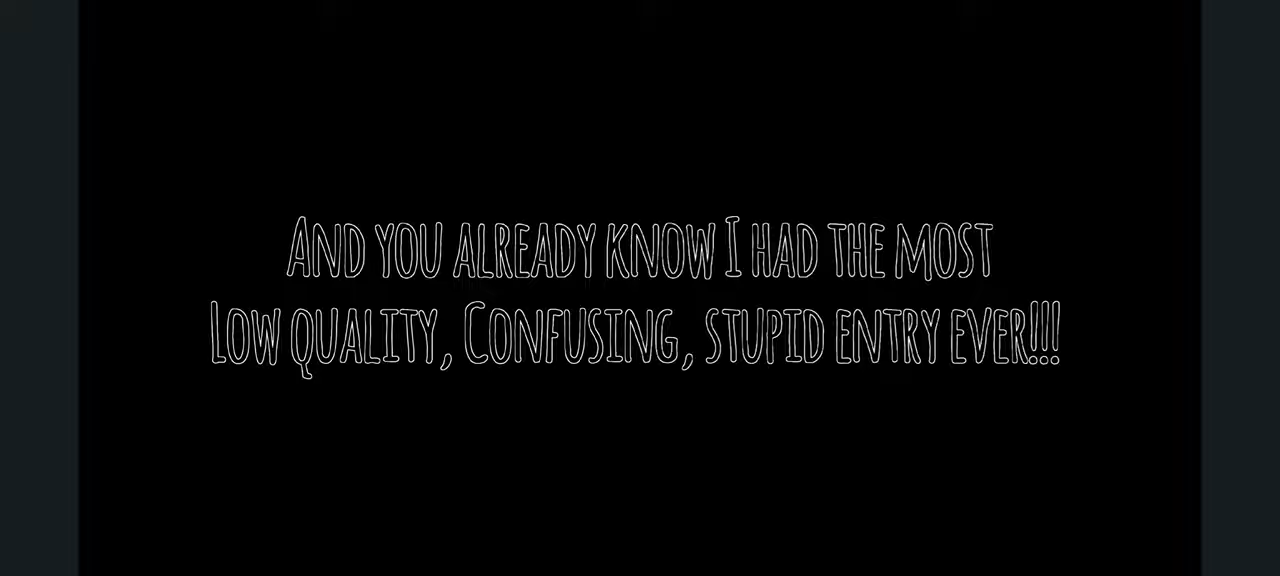 And you already know I had the most
Low quality, Confusing, stupid entry ever!!!